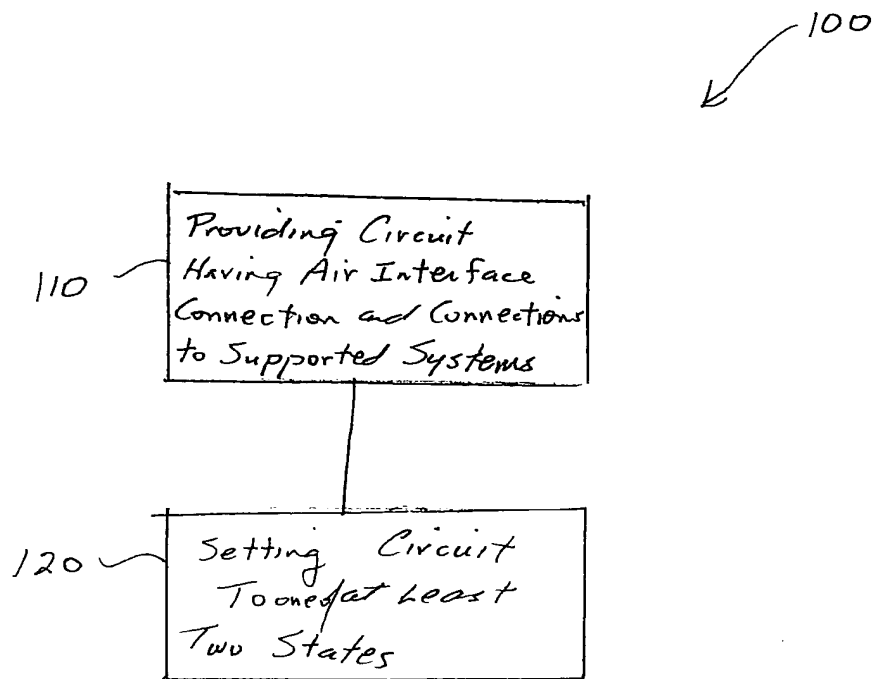 100
110
Providing Circuit
Having Air Interface
Connection and Connections
to Supported Systems
120
Setting Circuit
To one of at Least
Two States